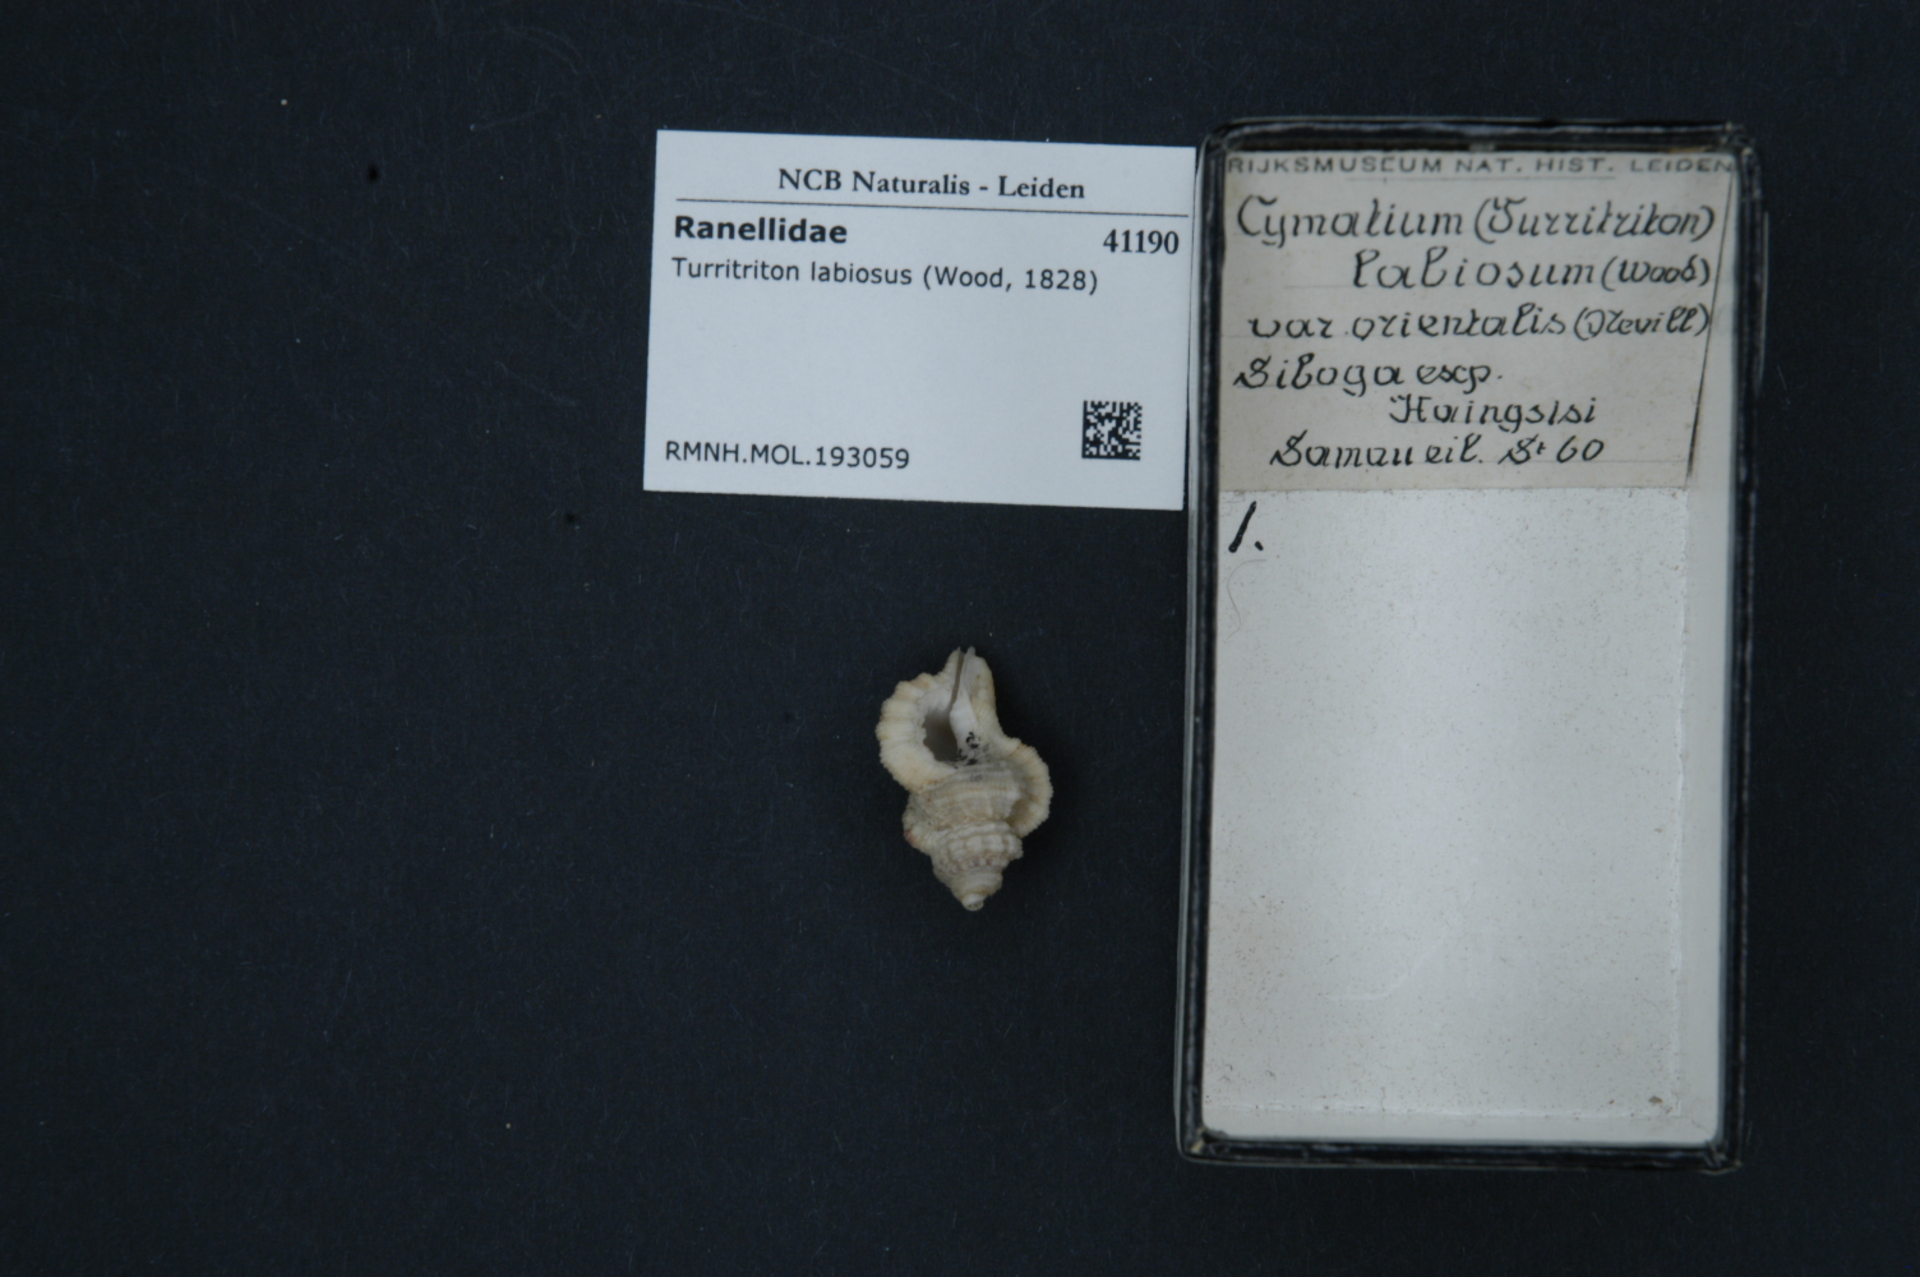 NCB Naturalis - Leiden
Ranellidae
41190
Turritriton labiosus (Wood, 1828)
RMNH.MOL.193059
RIJKSMUSEUM NAT. HIST. LEIDEN
Cymatium (Turritriton)
labiosum (Wood)
var. orientalis (Nevill)
Siboga exp.
Haingsisi
Samau eil. St 60
1.